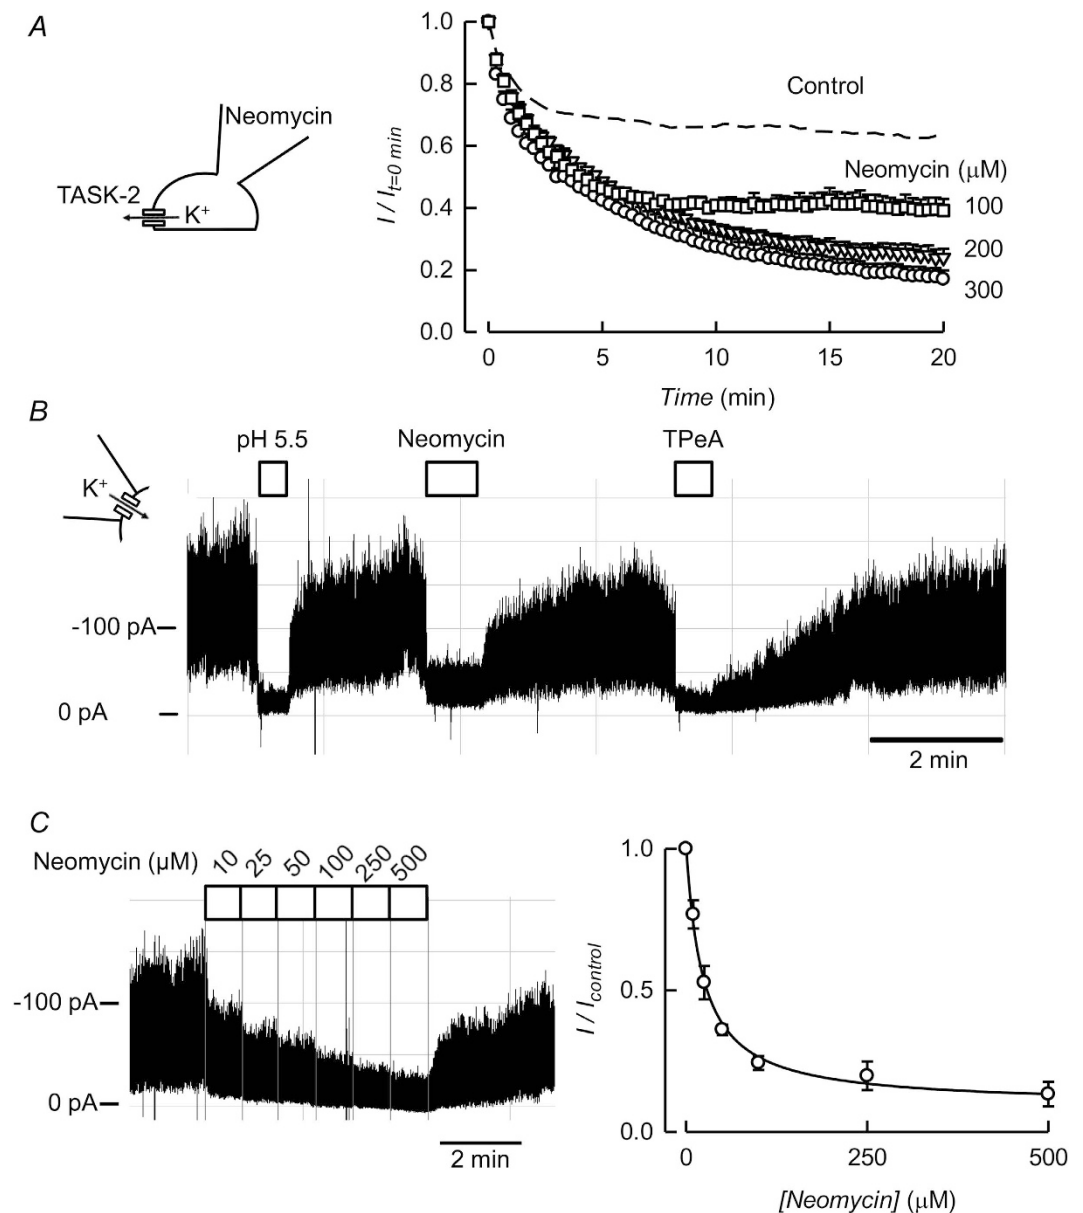 A
Neomycin
TASK-2
K+
I / I t=0 min
1.0
0.8
0.6
0.4
0.2
0.0
Control
Neomycin (µM)
100
200
300
0 5 10 15 20
Time (min)
B
pH 5.5 Neomycin TPeA
K+
-100 pA
0 pA
2 min
C
Neomycin (µM) 10 25 50 100 250 500
-100 pA
0 pA
2 min
I / Icontrol
1.0
0.5
0.0
0 250 500
[Neomycin] (µM)